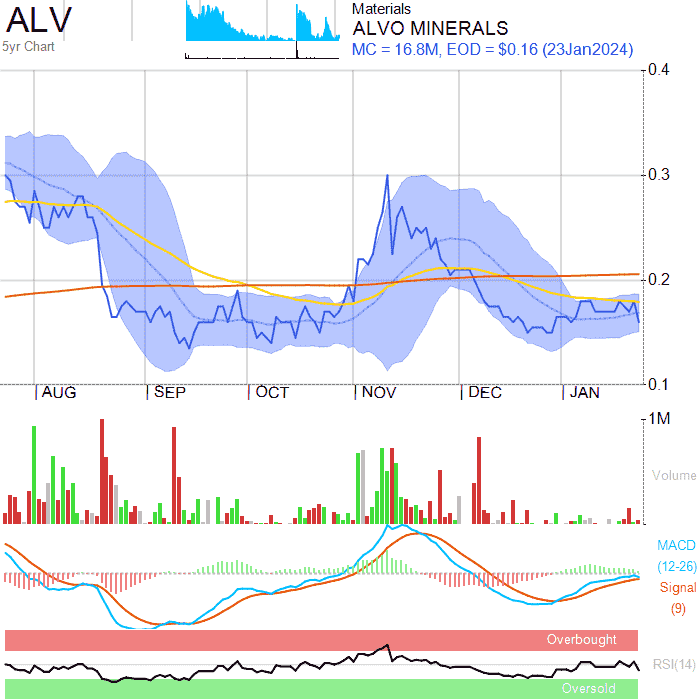 ALV
5yr Chart
Materials
ALVO MINERALS
MC = 16.8M, EOD = $0.16 (23Jan2024)
0.4
0.3
0.2
0.1
AUG SEP OCT NOV DEC JAN
1M
Volume
MACD
(12-26)
Signal
(9)
Overbought
RSI(14)
Oversold